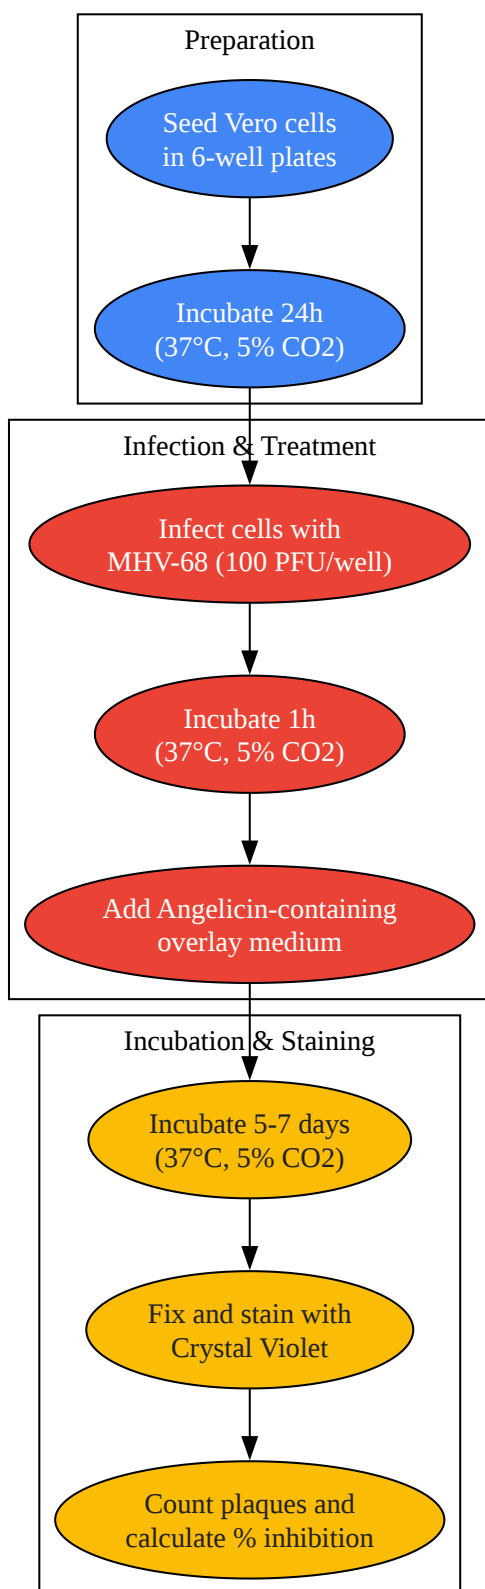 Preparation
Seed Vero cells
in 6-well plates
Incubate 24h
(37°C, 5% CO2)
Infection & Treatment
Infect cells with
MHV-68 (100 PFU/well)
Incubate 1h
(37°C, 5% CO2)
Add Angelicin-containing
overlay medium
Incubation & Staining
Incubate 5-7 days
(37°C, 5% CO2)
Fix and stain with
Crystal Violet
Count plaques and
calculate % inhibition